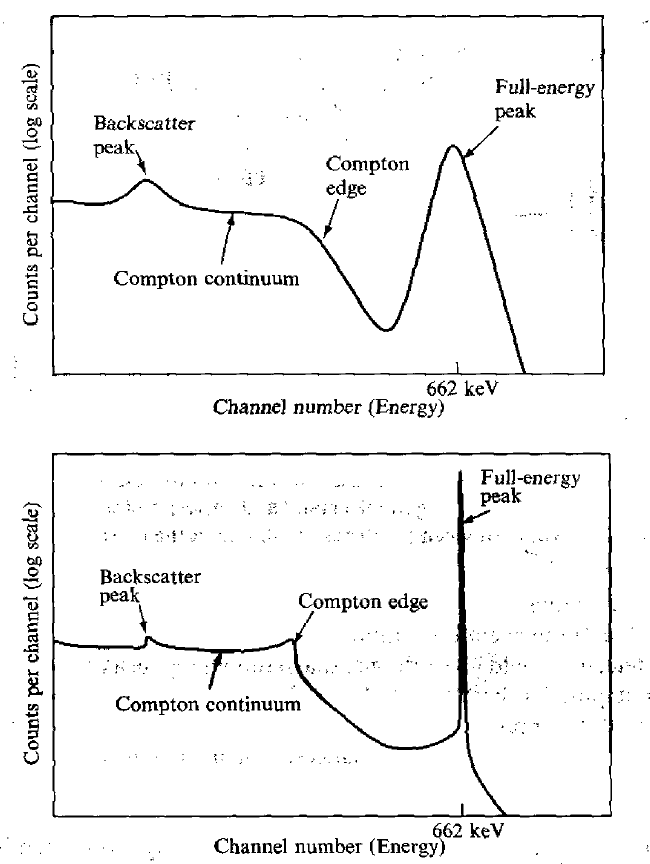 Counts per channel (log scale)
Backscatter
peak
Full-energy
peak
Compton
edge
Compton continuum
662 keV
Channel number (Energy)
Counts per channel (log scale)
Full-energy
peak
Backscatter
peak
Compton edge
Compton continuum
662 keV
Channel number (Energy)